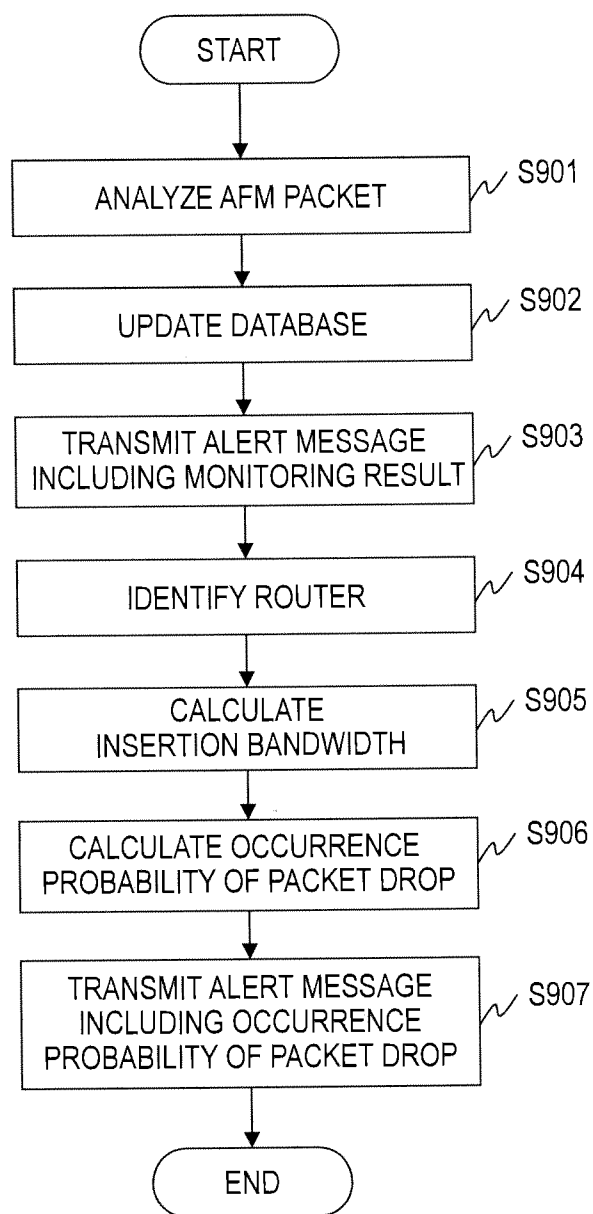 START
ANALYZE AFM PACKET
S901
UPDATE DATABASE
S902
TRANSMIT ALERT MESSAGE
INCLUDING MONITORING RESULT
S903
IDENTIFY ROUTER
S904
CALCULATE
INSERTION BANDWIDTH
S905
CALCULATE OCCURRENCE
PROBABILITY OF PACKET DROP
S906
TRANSMIT ALERT MESSAGE
INCLUDING OCCURRENCE
PROBABILITY OF PACKET DROP
S907
END